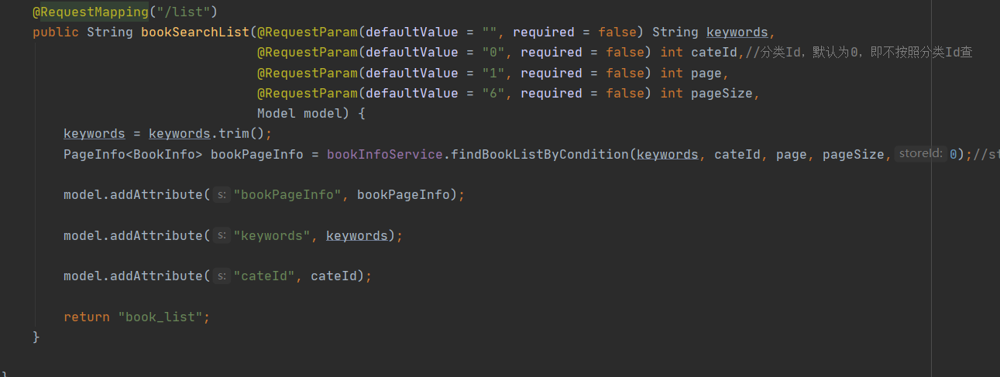 @RequestMapping("/list")
public String bookSearchList(@RequestParam(defaultValue = "", required = false) String keywords,
@RequestParam(defaultValue = "0", required = false) int cateId,//分类Id，默认为0，即不按照分类Id查
@RequestParam(defaultValue = "1", required = false) int page,
@RequestParam(defaultValue = "6", required = false) int pageSize,
Model model) {
keywords = keywords.trim();
PageInfo<BookInfo> bookPageInfo = bookInfoService.findBookListByCondition(keywords, cateId, page, pageSize, storeId: 0);//st
model.addAttribute( s: "bookPageInfo", bookPageInfo);
model.addAttribute( s: "keywords", keywords);
model.addAttribute( s: "cateId", cateId);
return "book_list";
}
}